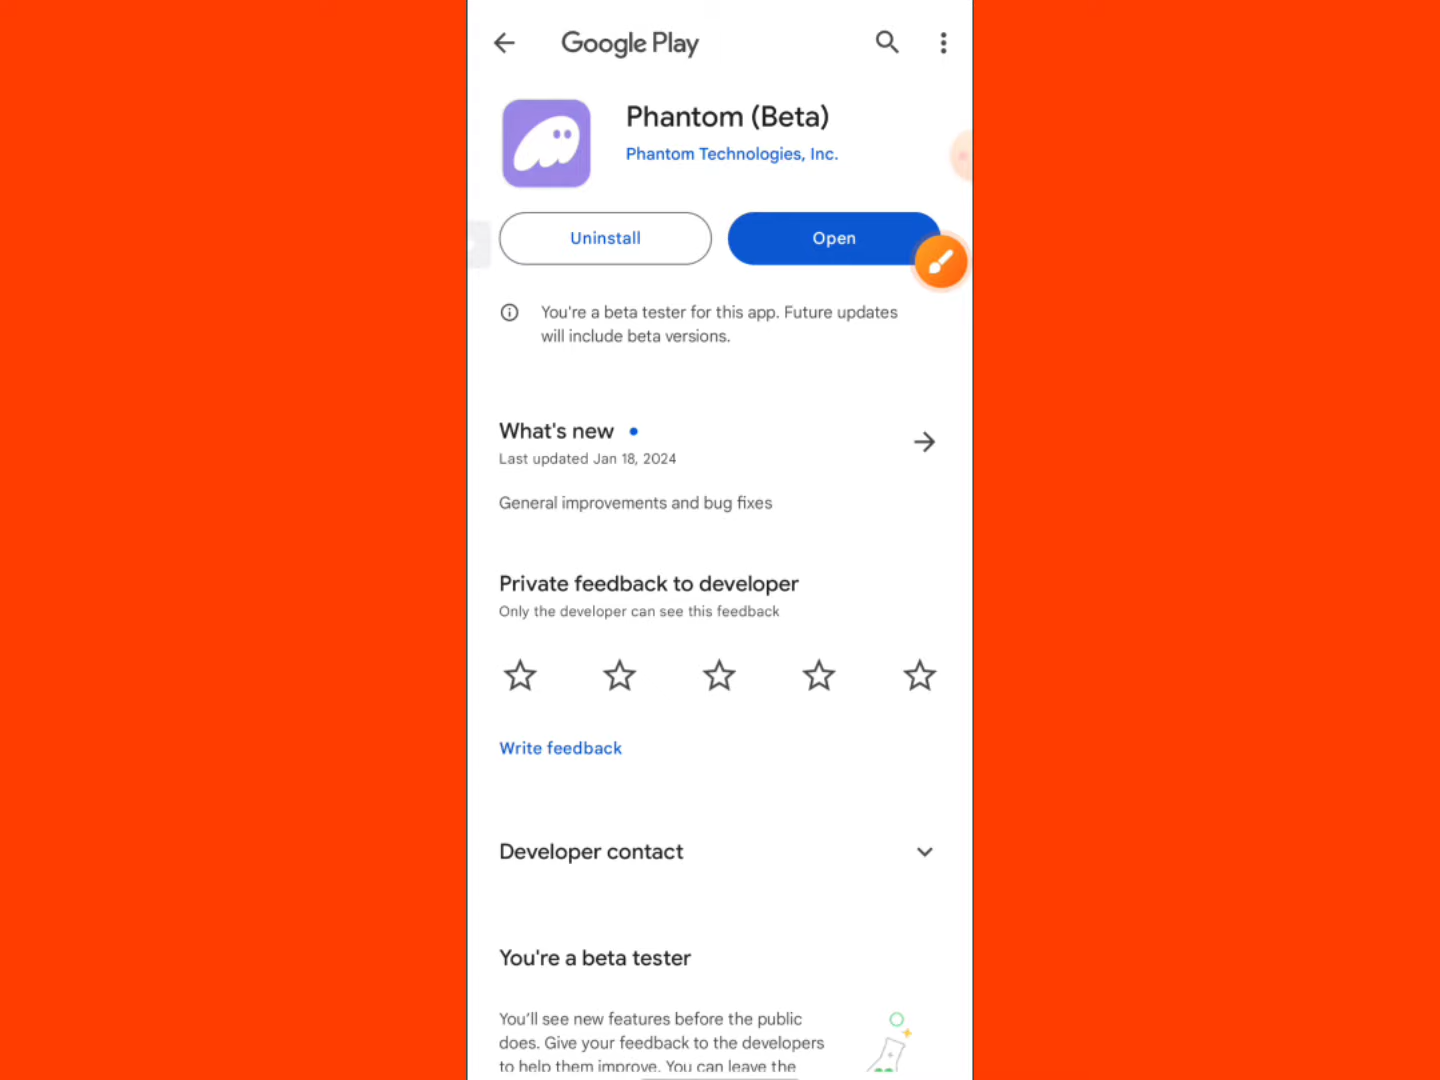 Google Play
Phantom (Beta)
Phantom Technologies, Inc.
Uninstall
Open
You're a beta tester for this app. Future updates
will include beta versions.
What's new
Last updated Jan 18, 2024
General improvements and bug fixes
Private feedback to developer
Only the developer can see this feedback
Write feedback
Developer contact
You're a beta tester
You'll see new features before the public
does. Give your feedback to the developers
to help them improve. You can leave the